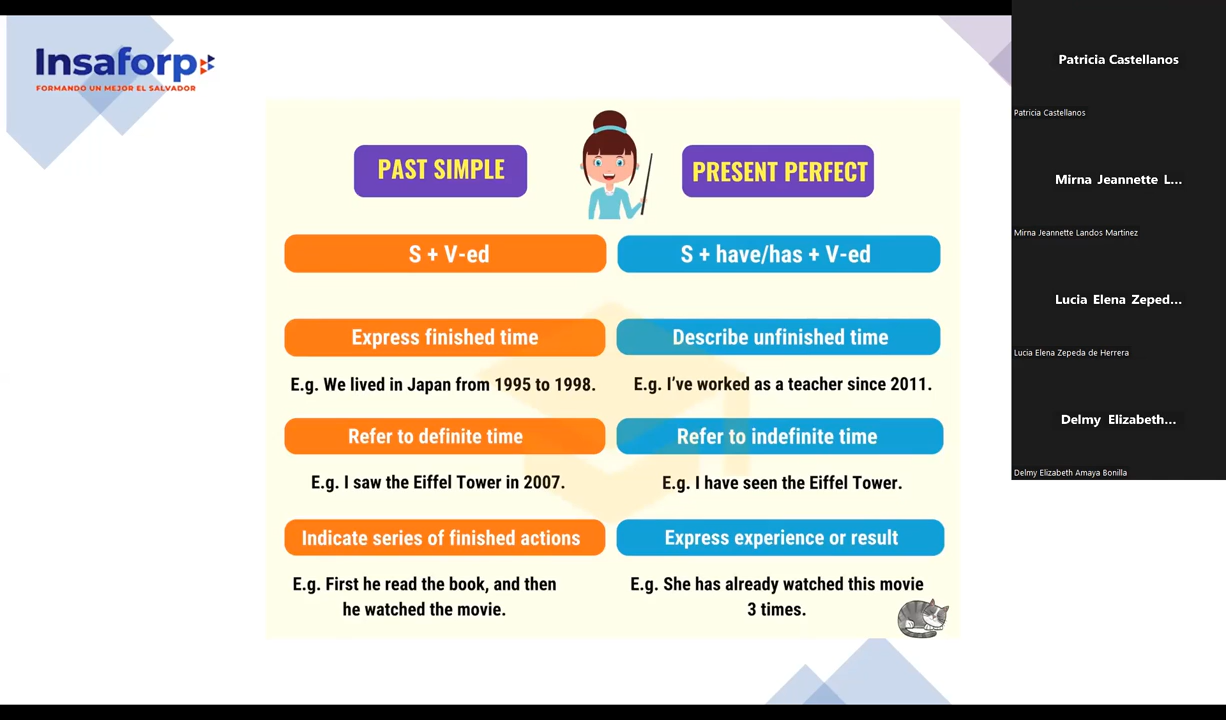 Insaforp
FORMANDO UN MEJOR EL SALVADOR
PAST SIMPLE
PRESENT PERFECT
S + V-ed
S + have/has + V-ed
Express finished time
Describe unfinished time
E.g. We lived in Japan from 1995 to 1998.
E.g. I've worked as a teacher since 2011.
Refer to definite time
Refer to indefinite time
E.g. I saw the Eiffel Tower in 2007.
E.g. I have seen the Eiffel Tower.
Indicate series of finished actions
Express experience or result
E.g. First he read the book, and then
he watched the movie.
E.g. She has already watched this movie
3 times.
Patricia Castellanos
Patricia Castellanos
Mirna Jeannette L...
Mirna Jeannette Landos Martinez
Lucia Elena Zeped...
Lucia Elena Zepeda de Herrera
Delmy Elizabeth...
Delmy Elizabeth Amaya Bonilla